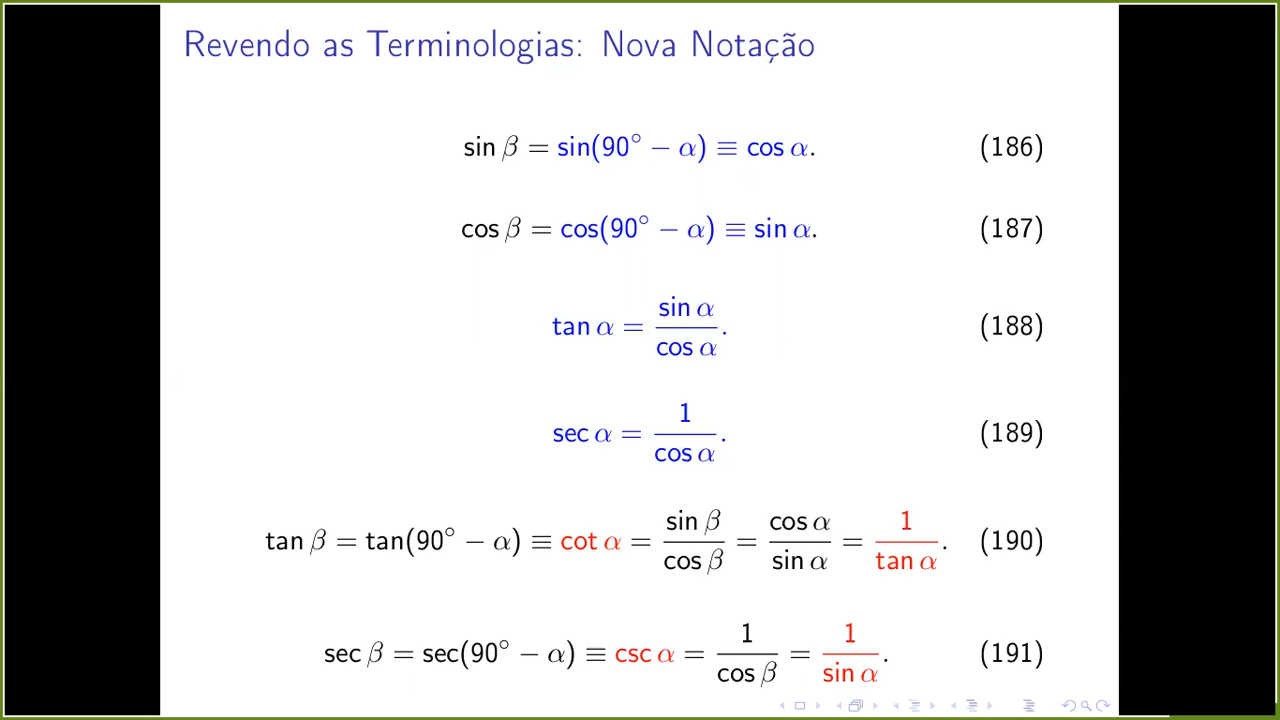 Revendo as Terminologias: Nova Notação
sin β = sin(90° − α) ≡ cos α. (186)
cos β = cos(90° − α) ≡ sin α. (187)
tan α = sin α / cos α. (188)
sec α = 1 / cos α. (189)
tan β = tan(90° − α) ≡ cot α = sin β / cos β = cos α / sin α = 1 / tan α. (190)
sec β = sec(90° − α) ≡ csc α = 1 / cos β = 1 / sin α. (191)